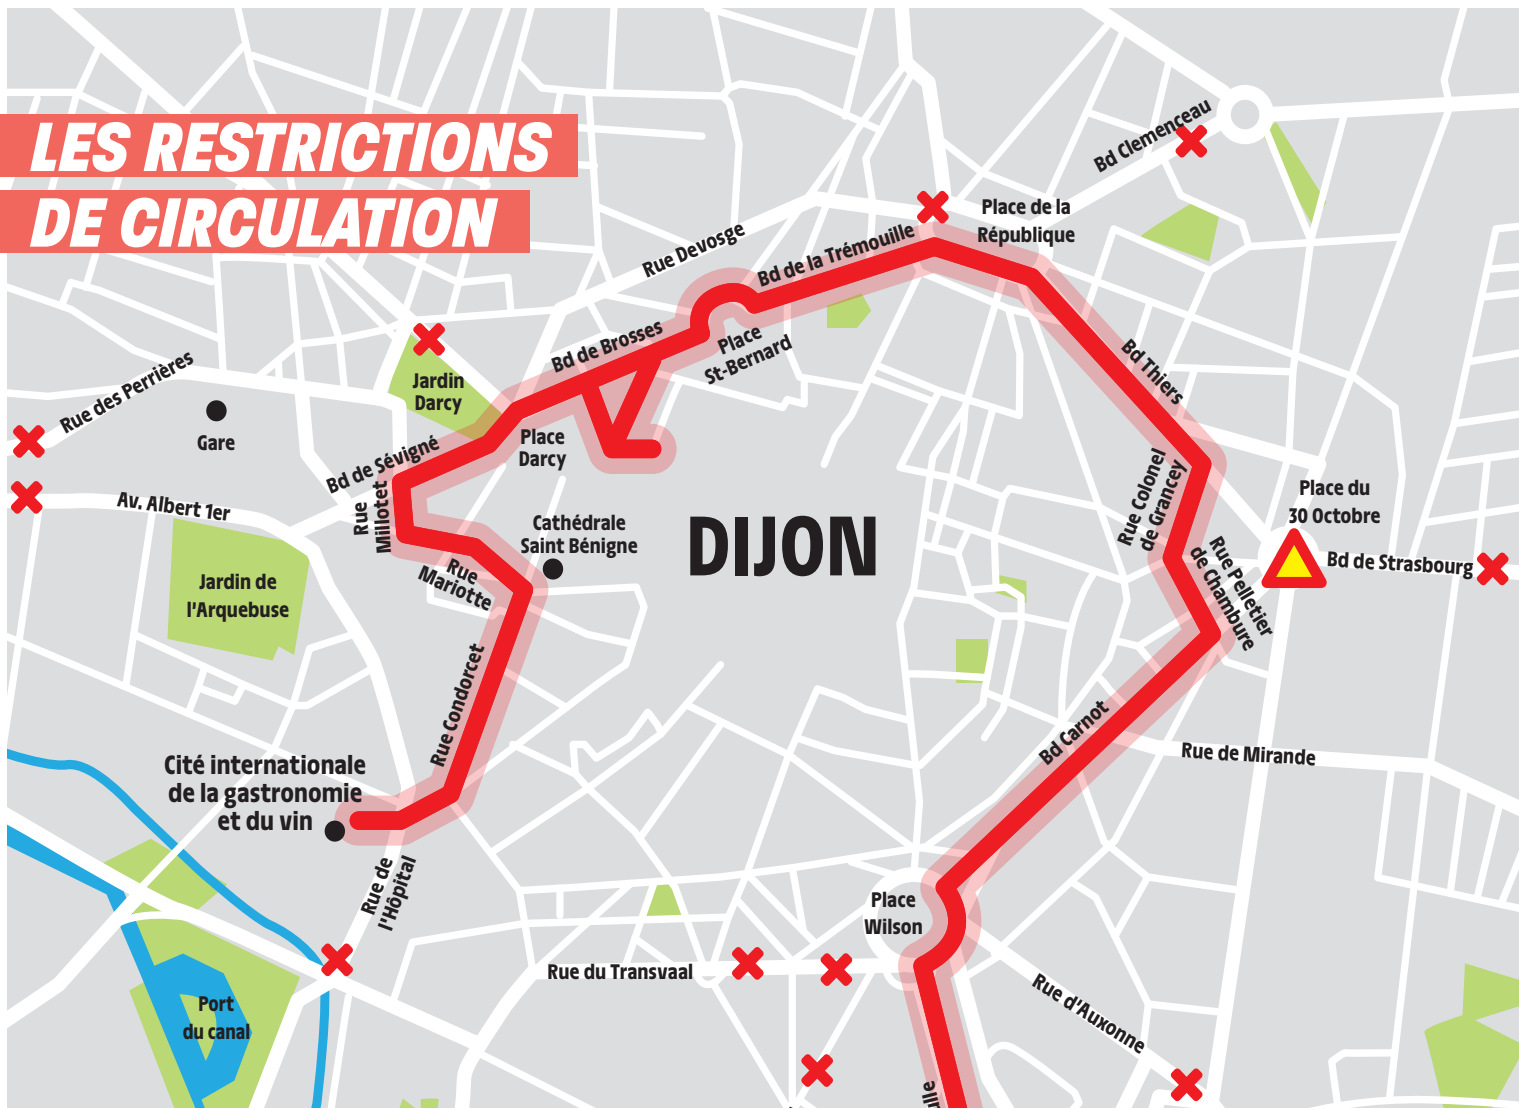 LES RESTRICTIONS
DE CIRCULATION
Bd Clemenceau
Place de la
République
Rue Devosge
Bd de la Trémouille
Bd de Brosses
Place
St-Bernard
Bd Thiers
Rue des Perrières
Jardin
Darcy
Gare
Place
Darcy
Bd de Sévigné
Av. Albert 1er
Rue
Millotet
Cathédrale
Saint Bénigne
DIJON
Rue Colonel
de Grancey
Place du
30 Octobre
Bd de Strasbourg
Rue Pelletier
de Chambure
Rue
Mariotte
Jardin de
l'Arquebuse
Rue Condorcet
Bd Carnot
Rue de Mirande
Cité internationale
de la gastronomie
et du vin
Rue de
l'Hôpital
Place
Wilson
Rue du Transvaal
Rue d'Auxonne
Port
du canal